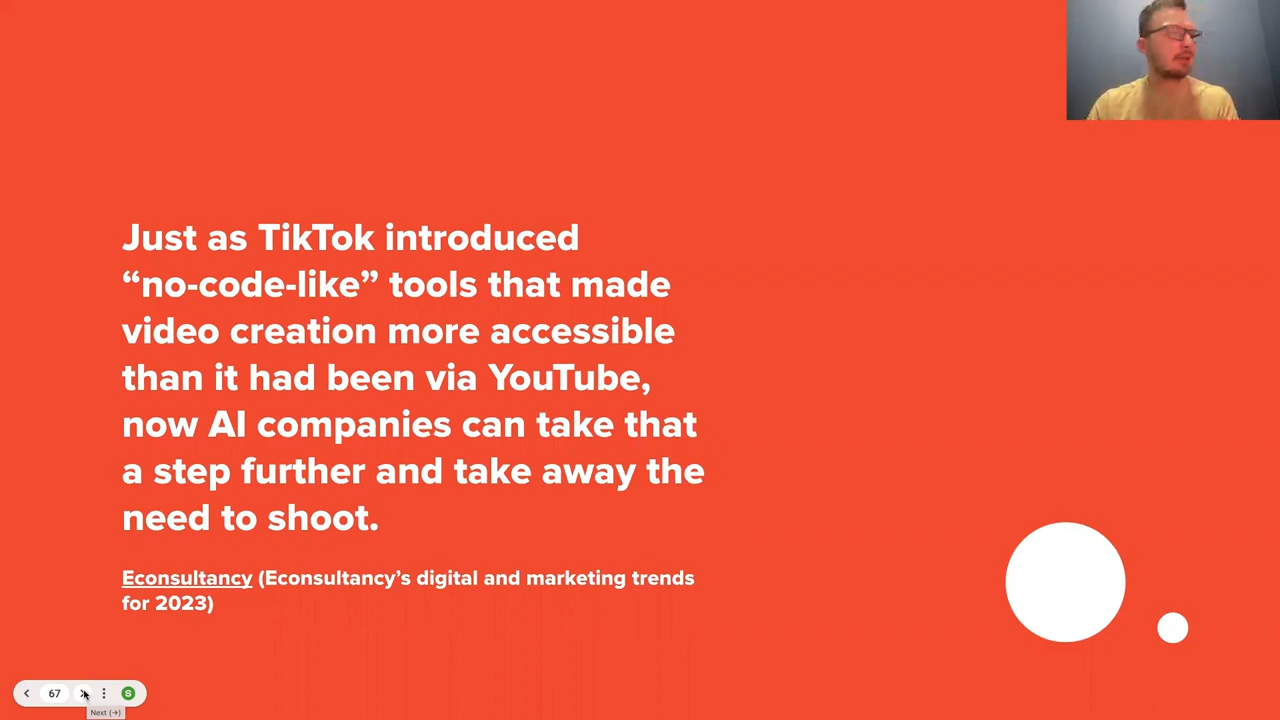 Just as TikTok introduced
“no-code-like” tools that made
video creation more accessible
than it had been via YouTube,
now AI companies can take that
a step further and take away the
need to shoot.
Econsultancy (Econsultancy’s digital and marketing trends
for 2023)
67
S
Next (→)